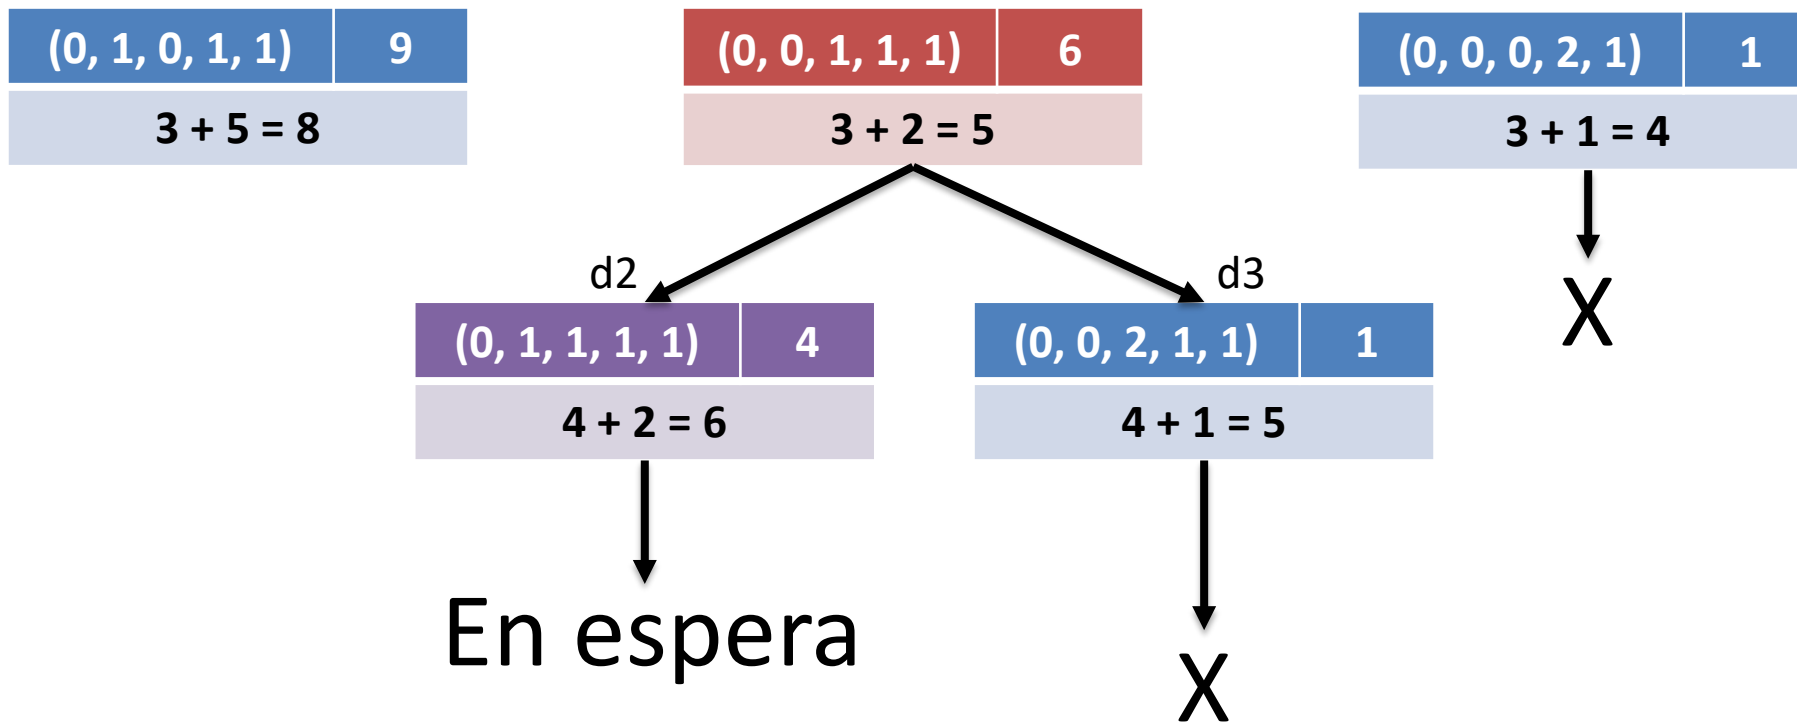 (0, 1, 0, 1, 1) 9
3 + 5 = 8
(0, 0, 1, 1, 1) 6
3 + 2 = 5
(0, 0, 0, 2, 1) 1
3 + 1 = 4
X
d2
(0, 1, 1, 1, 1) 4
4 + 2 = 6
En espera
d3
(0, 0, 2, 1, 1) 1
4 + 1 = 5
X